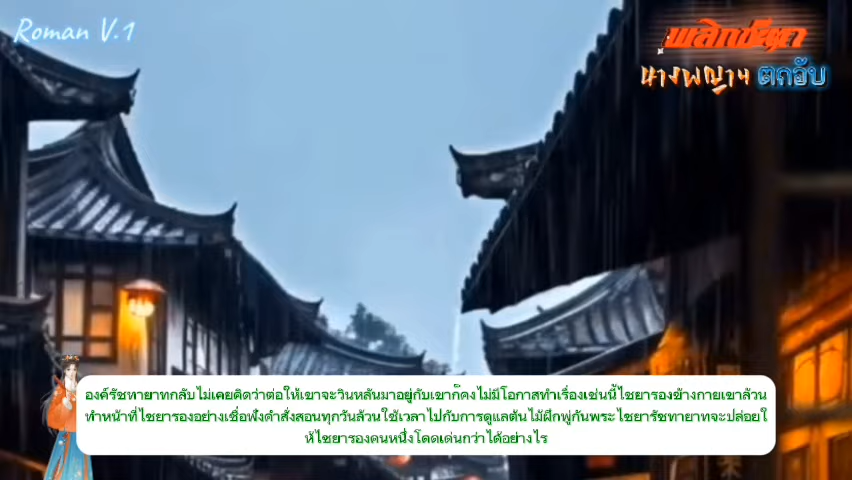 Roman V.1
พลิกชะตา
นางพญาน ตกอับ
องค์รัชทายาทกลับไม่เคยคิดว่าต่อให้เขาจะวินหลันมาอยู่กับเขาก็คงไม่มีโอกาสทำเรื่องเช่นนี้ไชยารองข้างกายเขาล้วน
ทำหน้าที่ไชยารองอย่างเชื่อฟังคำสั่งสอนทุกวันล้วนใช้เวลาไปกับการดูแลต้นไม้ฝึกพู่กันพระไชยารัชทายาทจะปล่อยใ
ห้ไชยารองคนหนึ่งโดดเด่นกว่าได้อย่างไร